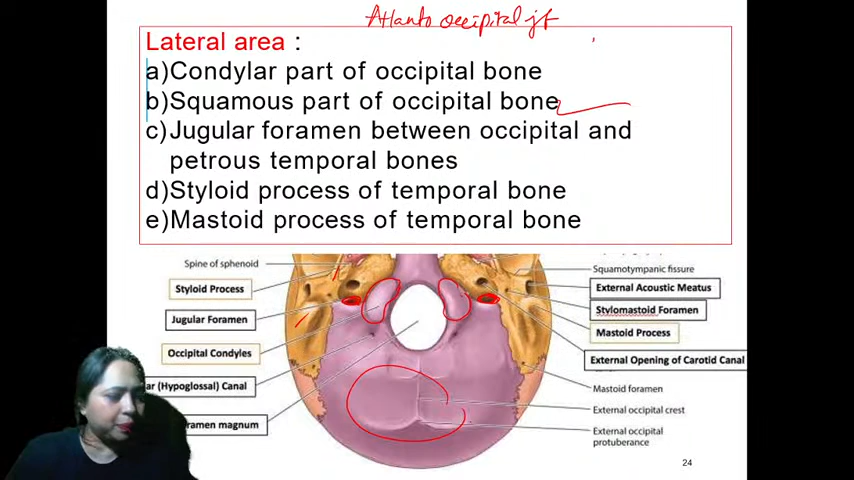 Atlanto occipital jt
Lateral area :
a)Condylar part of occipital bone
b)Squamous part of occipital bone
c)Jugular foramen between occipital and
petrous temporal bones
d)Styloid process of temporal bone
e)Mastoid process of temporal bone
Spine of sphenoid
Styloid Process
Jugular Foramen
Occipital Condyles
ar (Hypoglossal) Canal
ramen magnum
Squamotympanic fissure
External Acoustic Meatus
Stylomastoid Foramen
Mastoid Process
External Opening of Carotid Canal
Mastoid foramen
External occipital crest
External occipital
protuberance
24